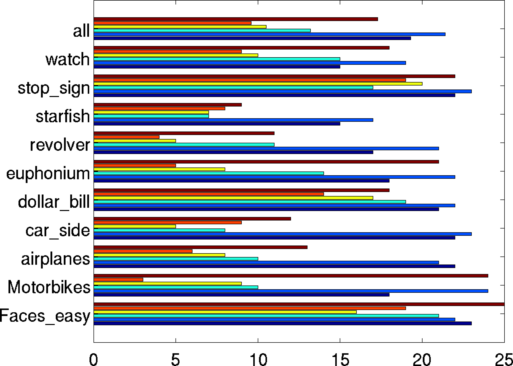 all
watch
stop_sign
starfish
revolver
euphonium
dollar_bill
car_side
airplanes
Motorbikes
Faces_easy
0 5 10 15 20 25